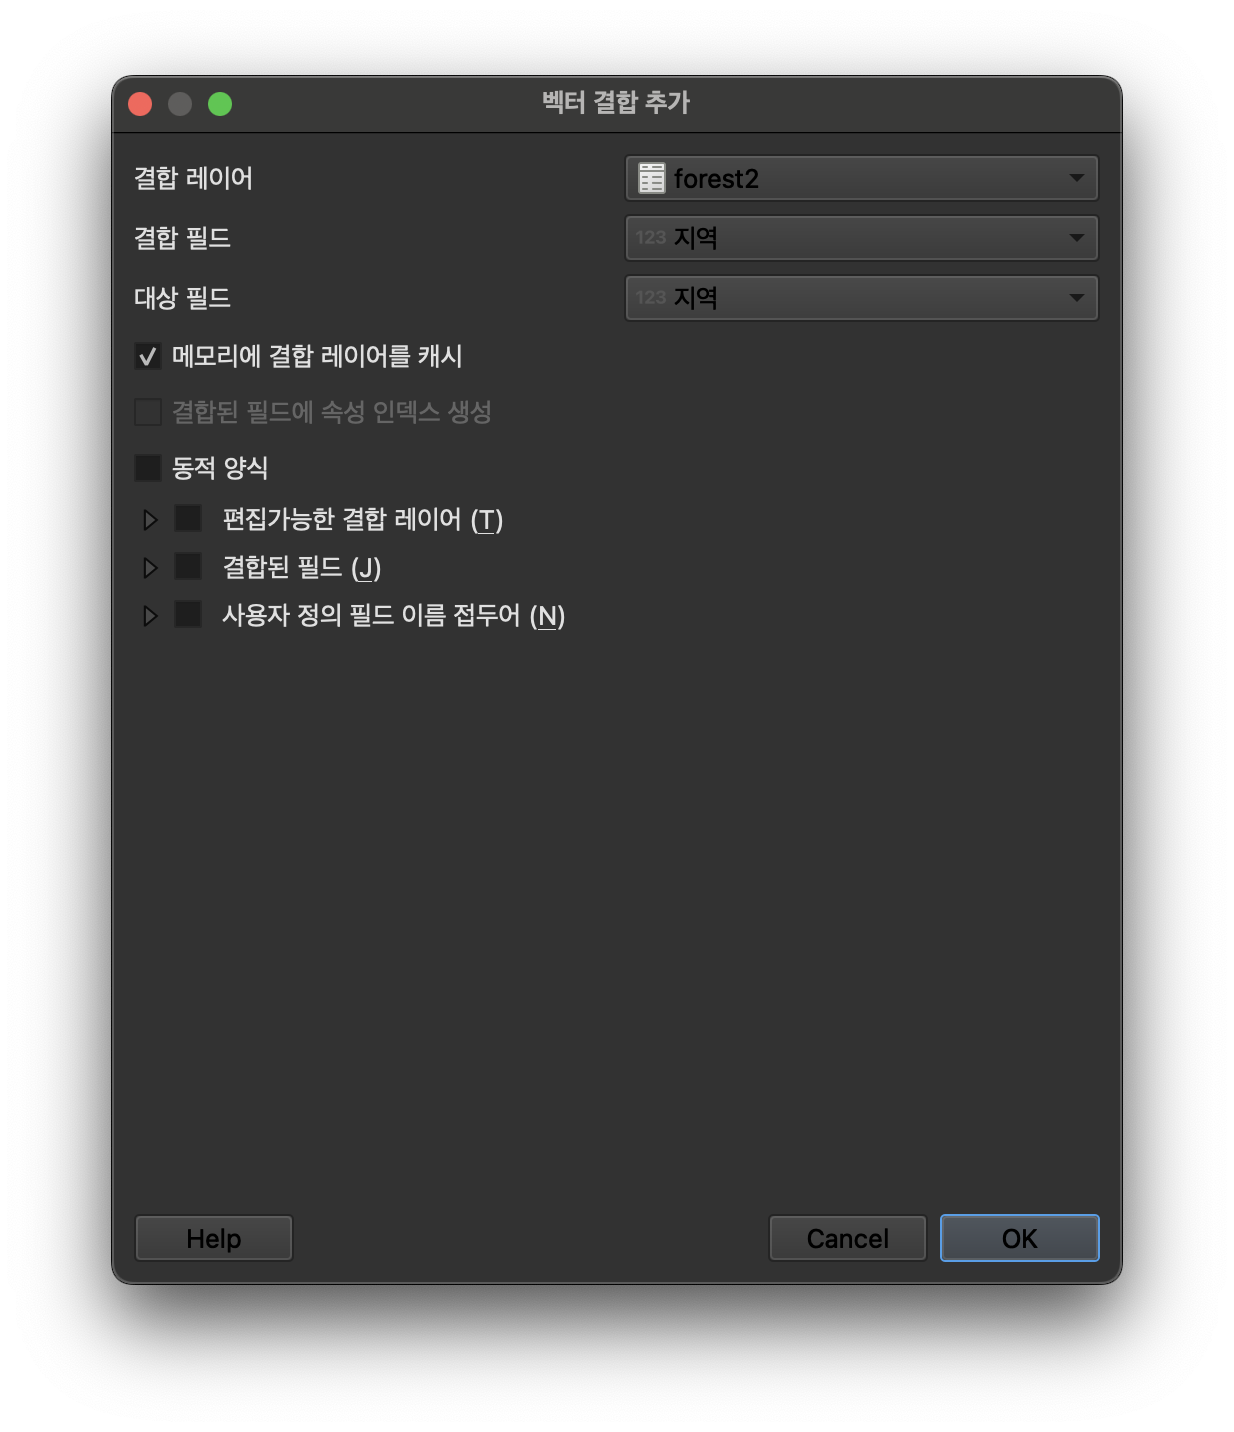 벡터 결합 추가
결합 레이어 forest2
결합 필드 123 지역
대상 필드 123 지역
메모리에 결합 레이어를 캐시
결합된 필드에 속성 인덱스 생성
동적 양식
편집가능한 결합 레이어 (T)
결합된 필드 (J)
사용자 정의 필드 이름 접두어 (N)
Help Cancel OK